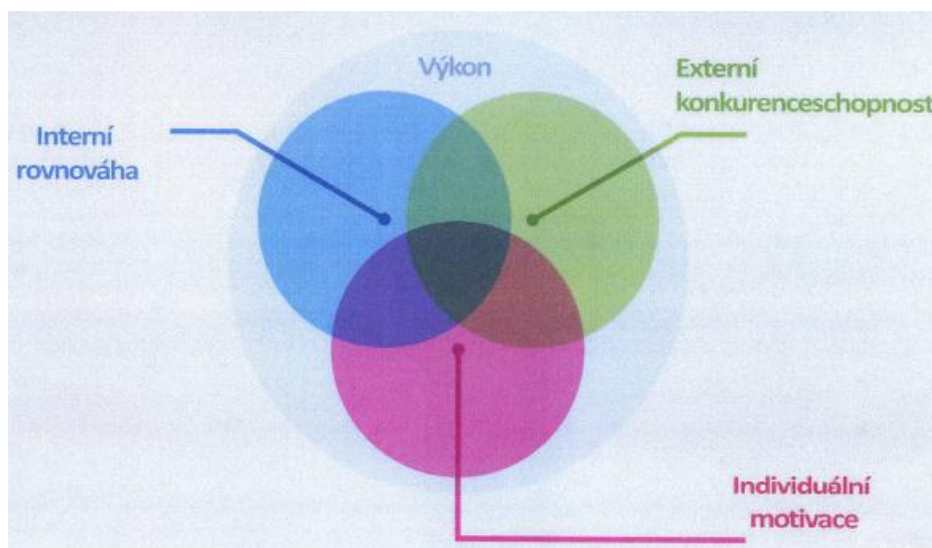 Výkon
Externí
konkurenceschopnost
Interní
rovnováha
Individuální
motivace